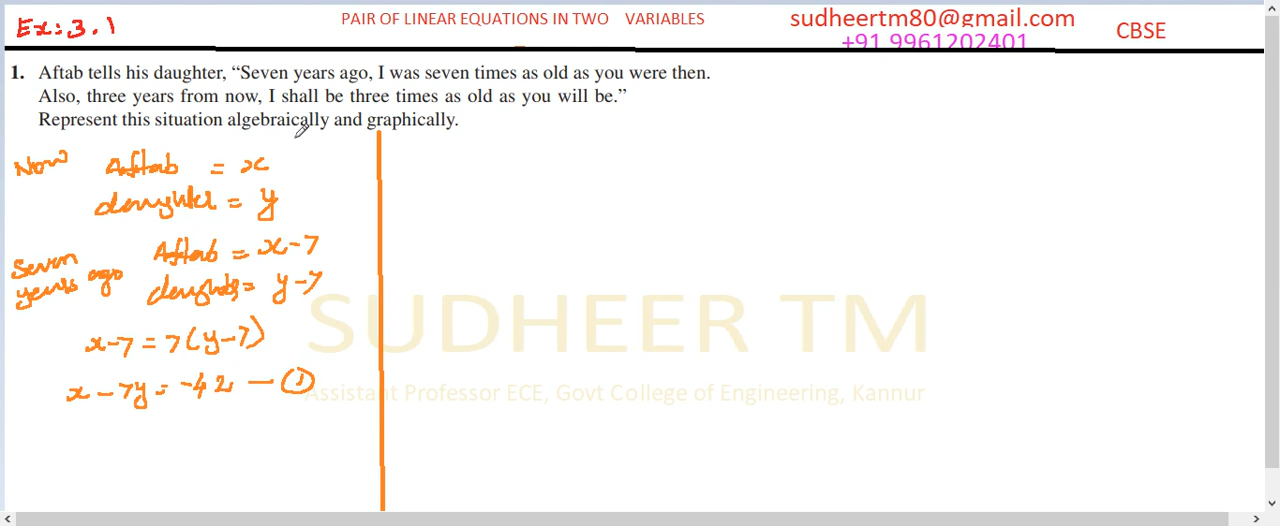 Ex: 3.1
PAIR OF LINEAR EQUATIONS IN TWO VARIABLES
sudheertm80@gmail.com
+91 9961202401
CBSE
1. Aftab tells his daughter, “Seven years ago, I was seven times as old as you were then.
Also, three years from now, I shall be three times as old as you will be.”
Represent this situation algebraically and graphically.
Now Aftab = x
daughter = y
Seven years ago Aftab = x-7
daughter = y-7
x-7 = 7(y-7)
x - 7y = -42 - ①
SUDHEER TM
Assistant Professor ECE, Govt College of Engineering, Kannur